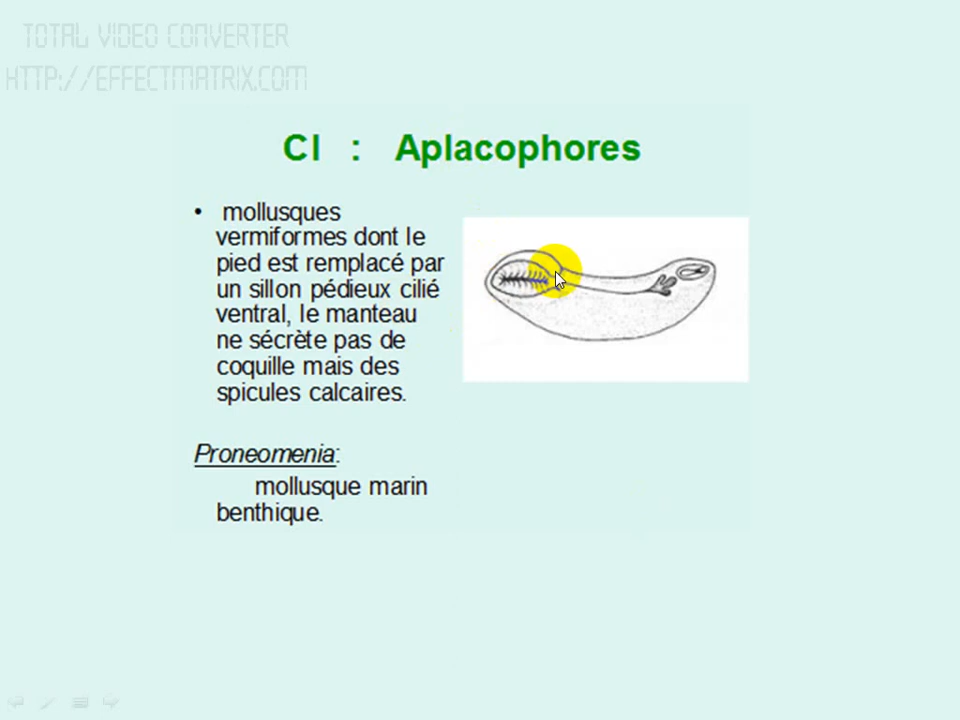 TOTAL VIDEO CONVERTER
HTTP://EFFECTMATRIX.COM
Cl : Aplacophores
• mollusques
vermiformes dont le
pied est remplacé par
un sillon pédieux cilié
ventral, le manteau
ne sécrète pas de
coquille mais des
spicules calcaires.
Proneomenia:
mollusque marin
benthique.